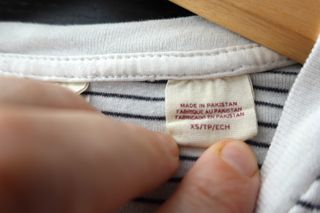 MADE IN PAKISTAN
FABRIQUÉ AU PAKISTAN
FABRICADO EN PAKISTAN
XS/TP/ECH